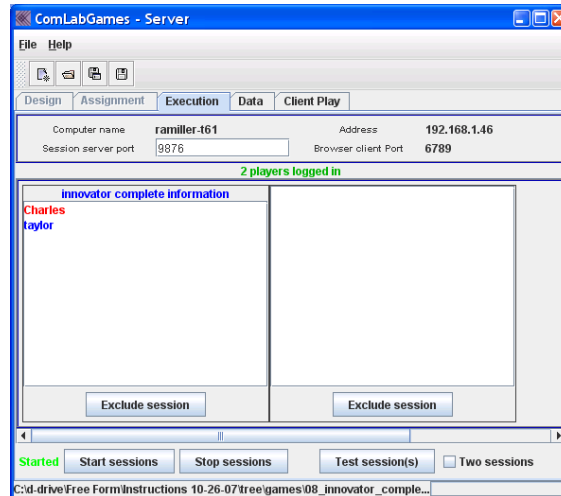 ComLabGames - Server
File Help
Design Assignment Execution Data Client Play
Computer name ramiller-t61 Address 192.168.1.46
Session server port 9876 Browser client Port 6789
2 players logged in
innovator complete information
Charles
taylor
Exclude session Exclude session
Started Start sessions Stop sessions Test session(s) Two sessions
C:\d-drive\Free Form\Instructions 10-26-07\tree\games\08_innovator_comple...